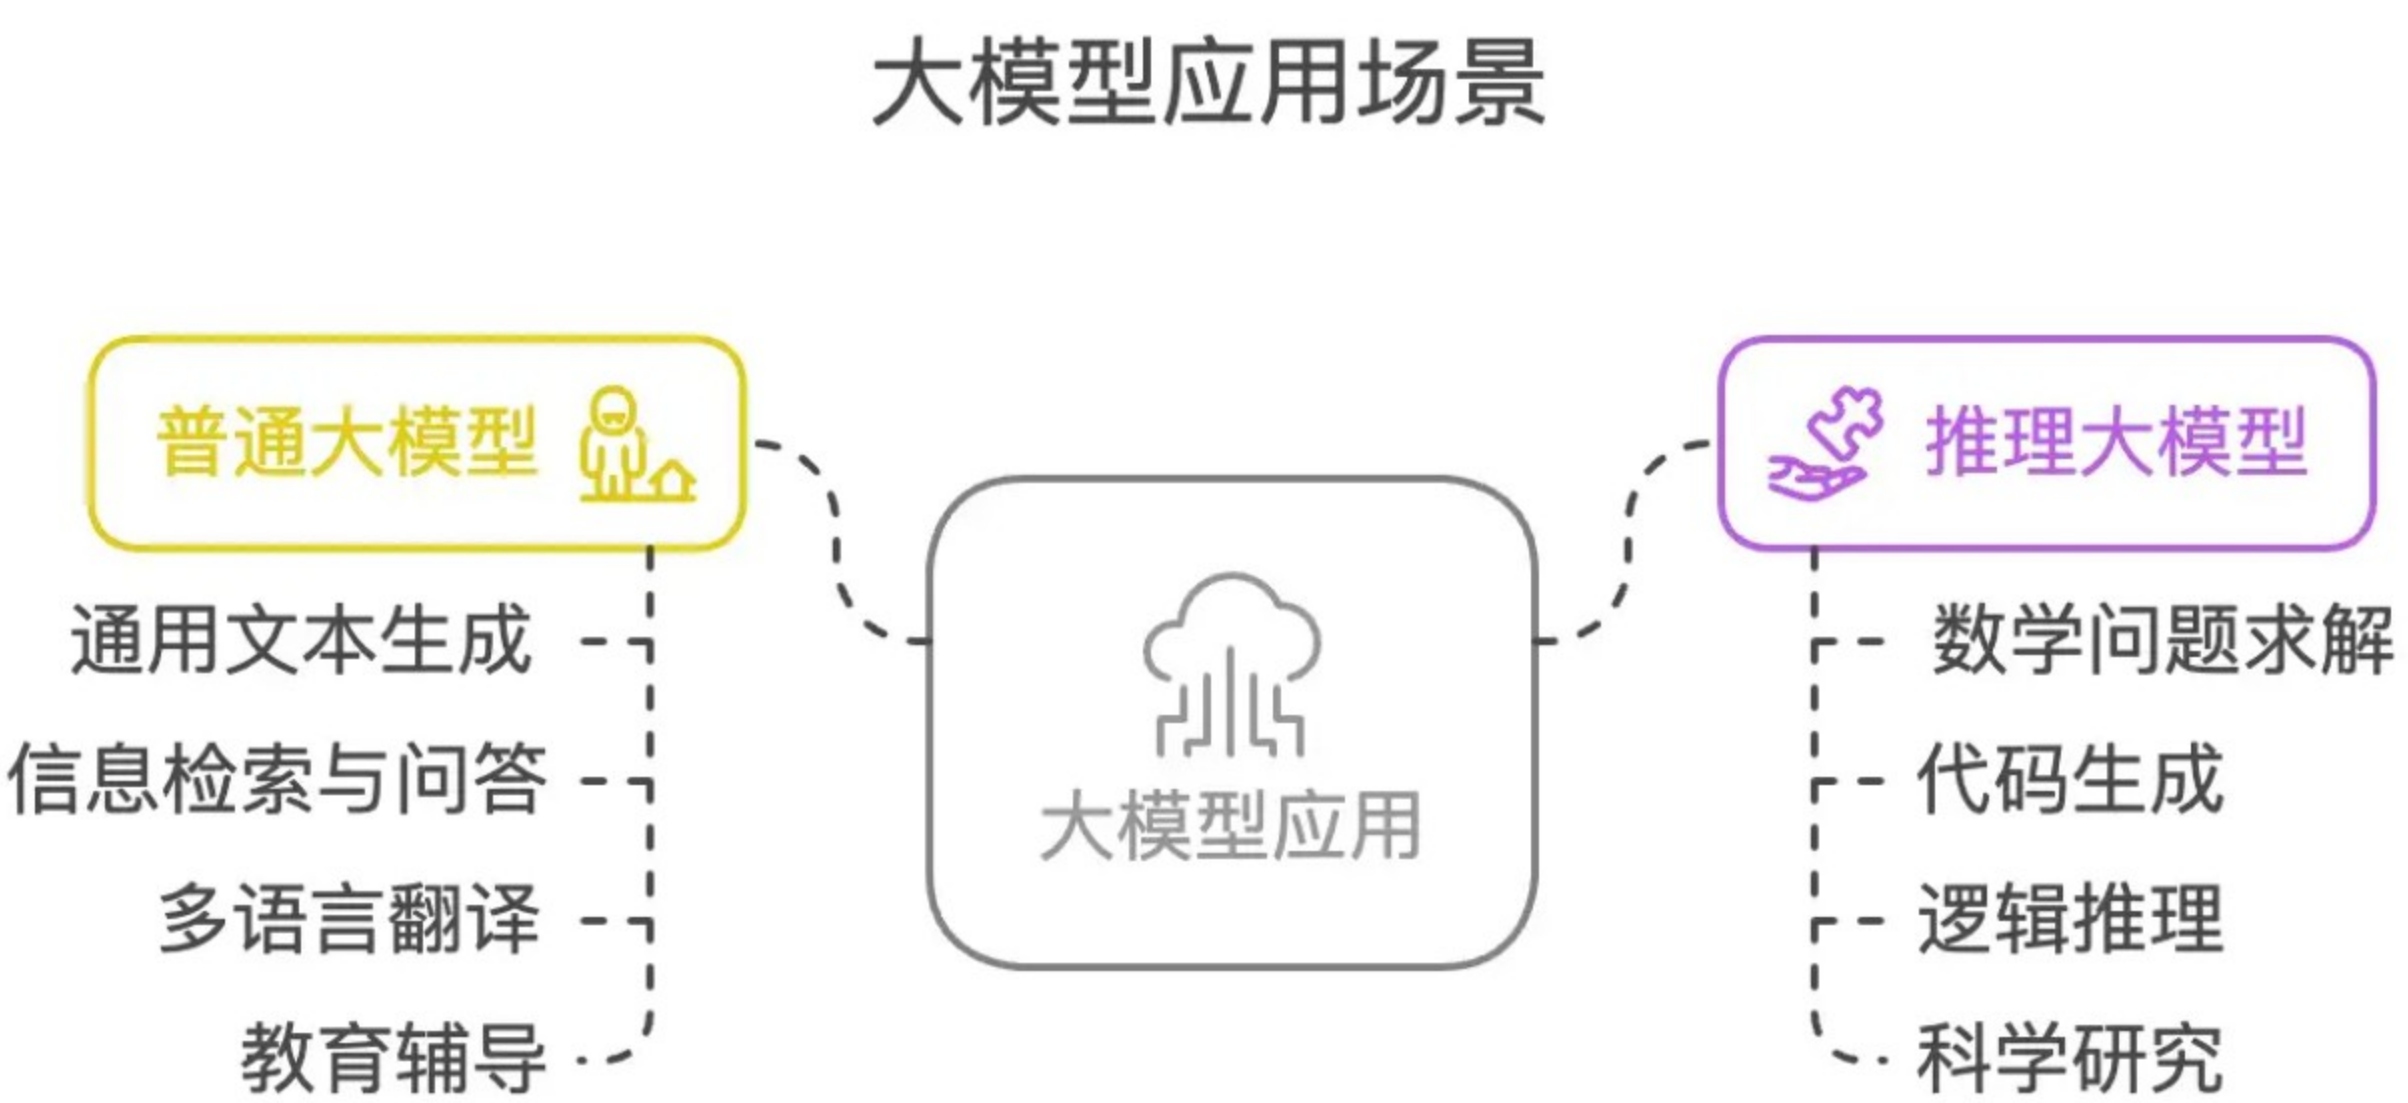 大模型应用场景
普通大模型
通用文本生成
信息检索与问答
多语言翻译
教育辅导
大模型应用
推理大模型
数学问题求解
代码生成
逻辑推理
科学研究